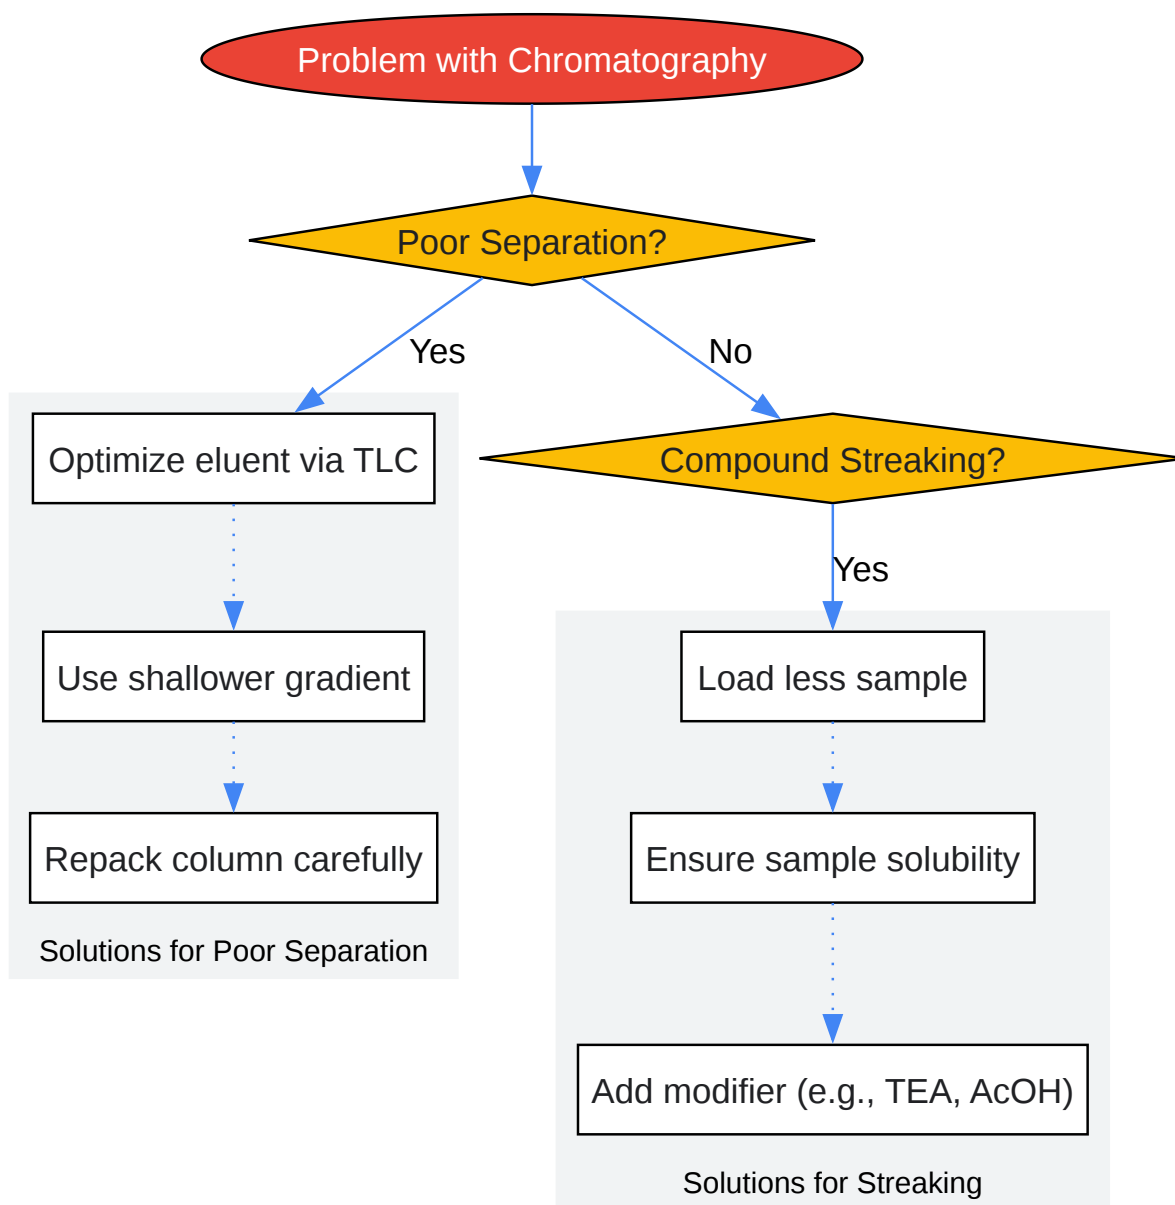 Problem with Chromatography
Poor Separation?
Yes
No
Optimize eluent via TLC
Compound Streaking?
Yes
Use shallower gradient
Load less sample
Repack column carefully
Ensure sample solubility
Solutions for Poor Separation
Add modifier (e.g., TEA, AcOH)
Solutions for Streaking